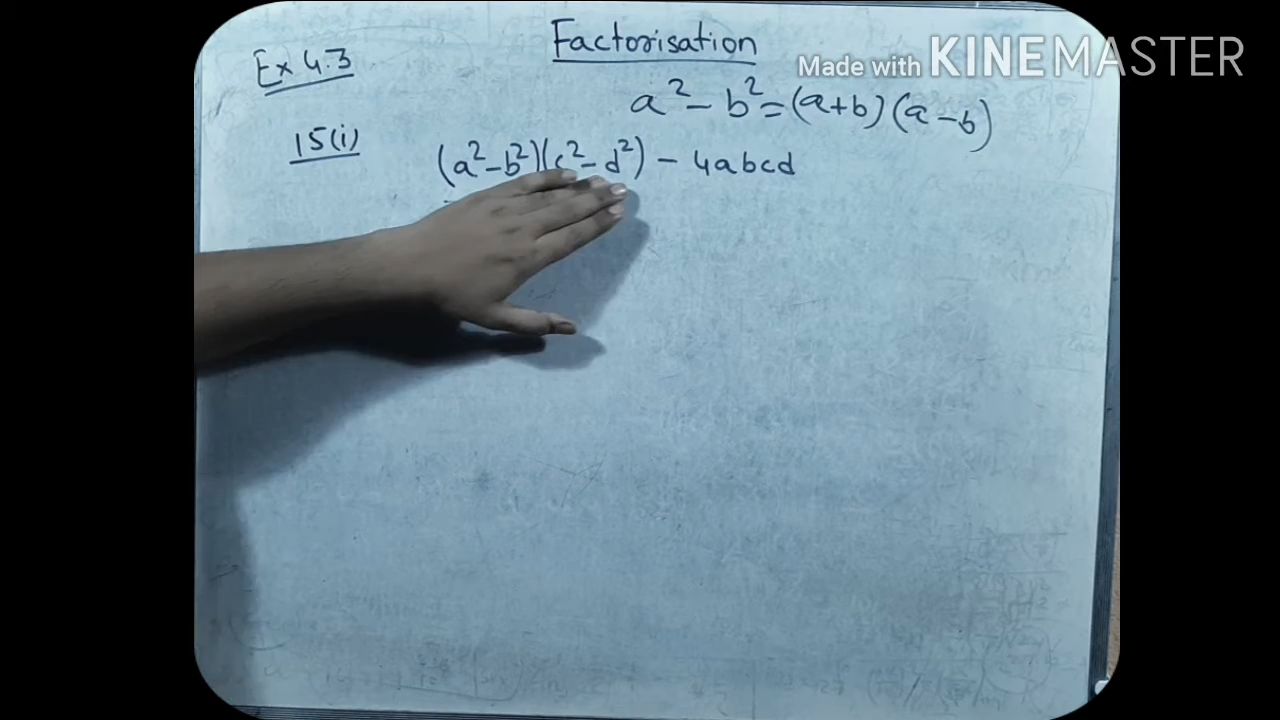 Factorisation
Made with KINEMASTER
Ex 4.3
a² - b² = (a+b)(a-b)
15(i)
(a²-b²)(c²-d²) - 4abcd